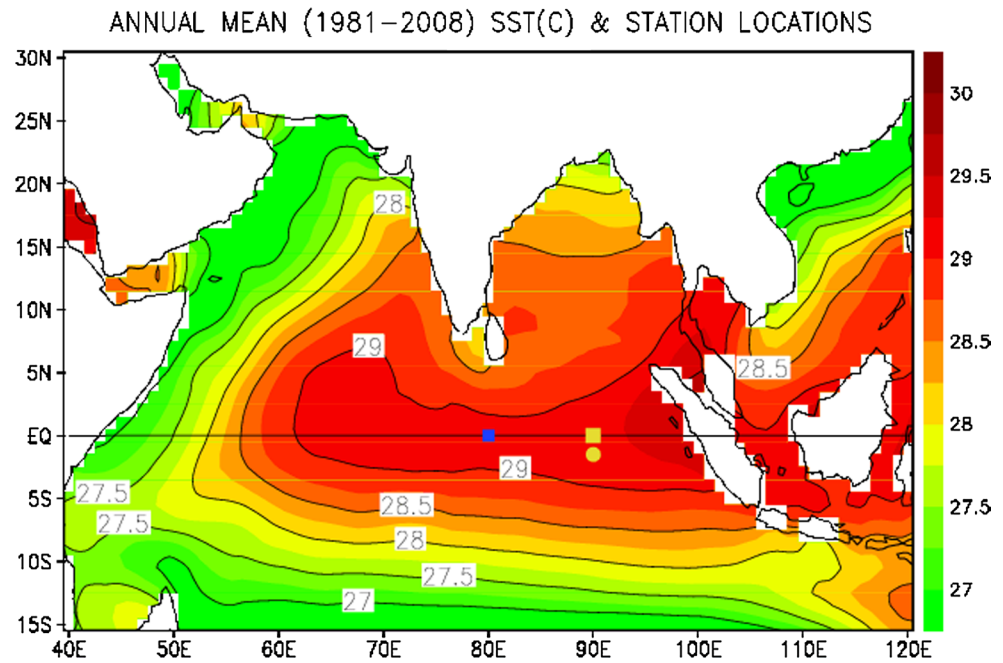 ANNUAL MEAN (1981-2008) SST(C) & STATION LOCATIONS
30N
25N
20N
15N
10N
5N
EQ
5S
10S
15S
28
29
28.5
29
27.5
28.5
27.5
28
27.5
27
40E 50E 60E 70E 80E 90E 100E 110E 120E
30
29.5
29
28.5
28
27.5
27